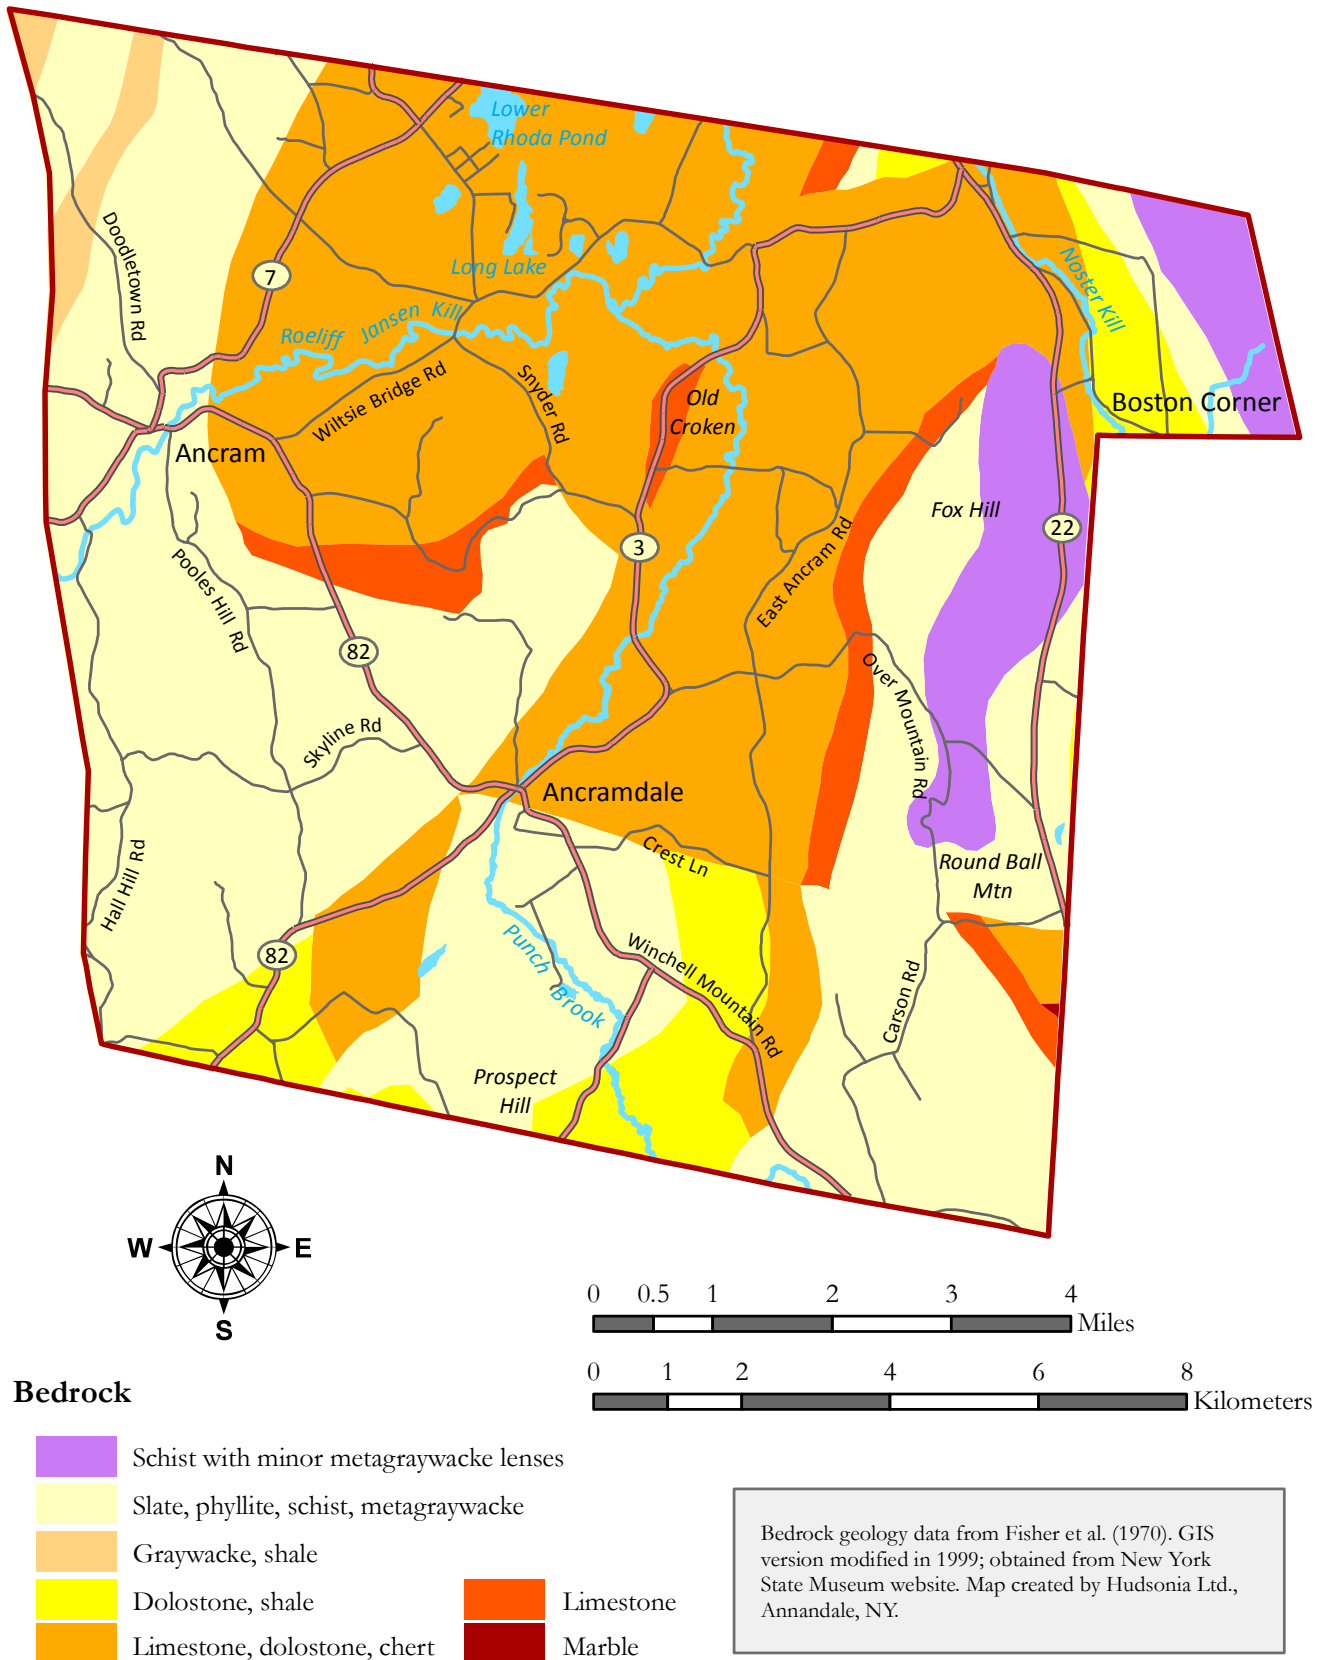 Lower
Rhoda Pond
Doodletown Rd
7
Long Lake
Noster Kill
Roeliff Jansen Kill
Wiltsie Bridge Rd
Snyder Rd
Old
Croken
Boston Corner
Ancram
Fox Hill
22
3
Pooles Hill Rd
East Ancram Rd
82
Over Mountain Rd
Skyline Rd
Ancramdale
Crest Ln
Hall Hill Rd
Round Ball
Mtn
82
Punch Brook
Winchell Mountain Rd
Carson Rd
Prospect
Hill
N
W E
S
0 0.5 1 2 3 4
Miles
0 1 2 4 6 8
Kilometers
Bedrock
Schist with minor metagraywacke lenses
Slate, phyllite, schist, metagraywacke
Graywacke, shale
Dolostone, shale
Limestone, dolostone, chert
Limestone
Marble
Bedrock geology data from Fisher et al. (1970). GIS
version modified in 1999; obtained from New York
State Museum website. Map created by Hudsonia Ltd.,
Annandale, NY.